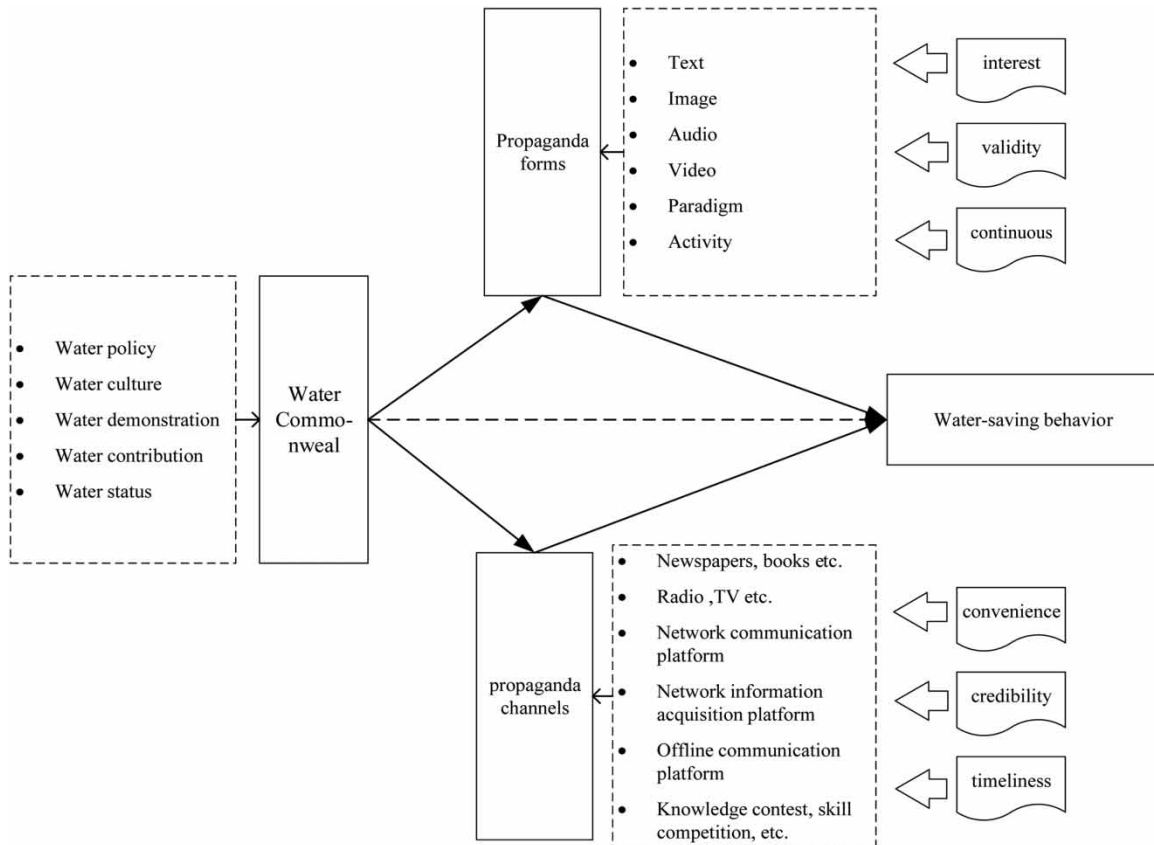 Propaganda
forms
• Text
• Image
• Audio
• Video
• Paradigm
• Activity
interest
validity
continuous
• Water policy
• Water culture
• Water demonstration
• Water contribution
• Water status
Water
Commo-
nweal
Water-saving behavior
propaganda
channels
• Newspapers, books etc.
• Radio ,TV etc.
• Network communication
platform
• Network information
acquisition platform
• Offline communication
platform
• Knowledge contest, skill
competition, etc.
convenience
credibility
timeliness